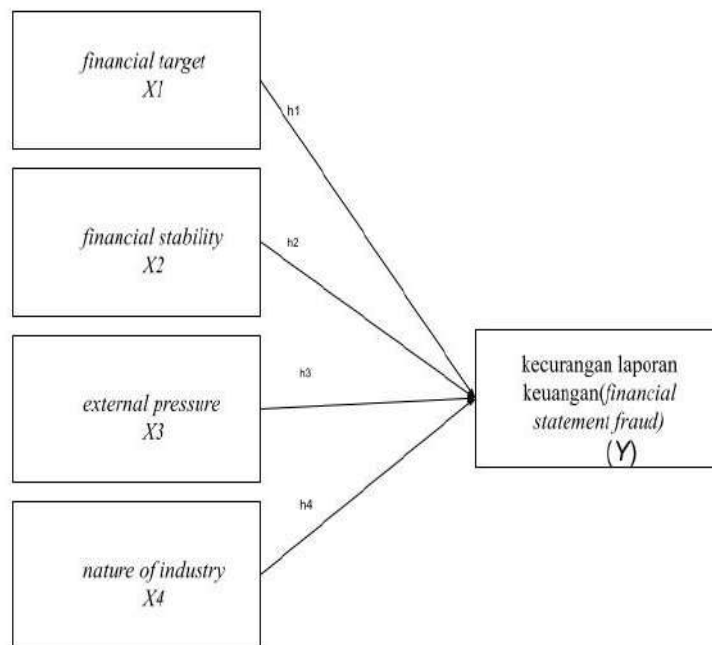 financial target
X1
h1
financial stability
X2
h2
external pressure
X3
h3
nature of industry
X4
h4
kecurangan laporan
keuangan(financial
statement fraud)
(Y)